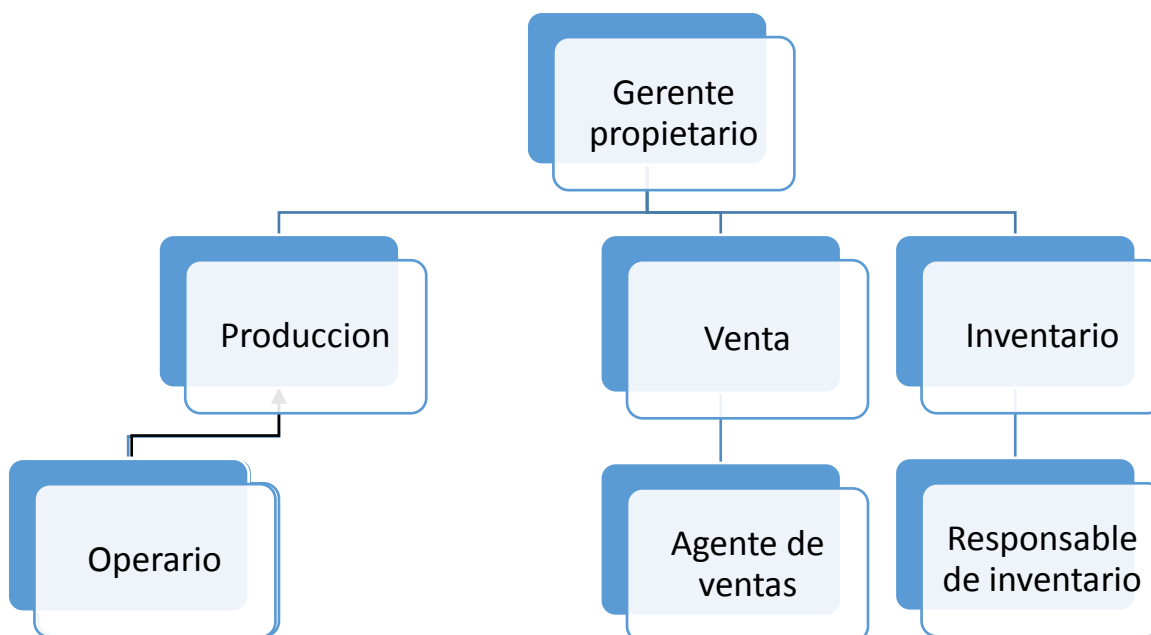 Gerente
propietario
Produccion
Venta
Inventario
Operario
Agente de
ventas
Responsable
de inventario